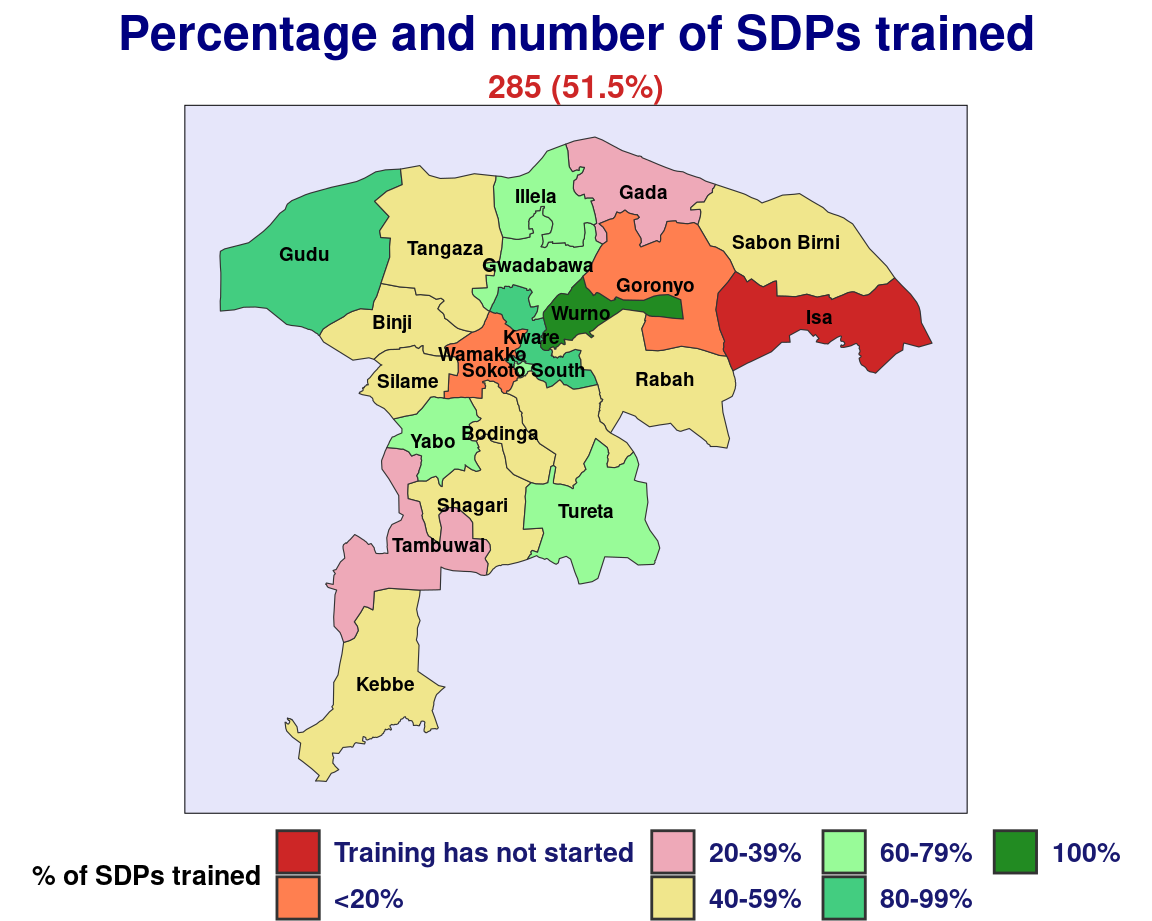 Percentage and number of SDPs trained
285 (51.5%)
Illela
Gada
Gudu
Tangaza
Sabon Birni
Gwadabawa
Goronyo
Wurno
Isa
Binji
Kware
Wamakko
Sokoto South
Silame
Rabah
Yabo
Bodinga
Shagari
Tureta
Tambuwal
Kebbe
% of SDPs trained
Training has not started
<20%
20-39%
40-59%
60-79%
80-99%
100%